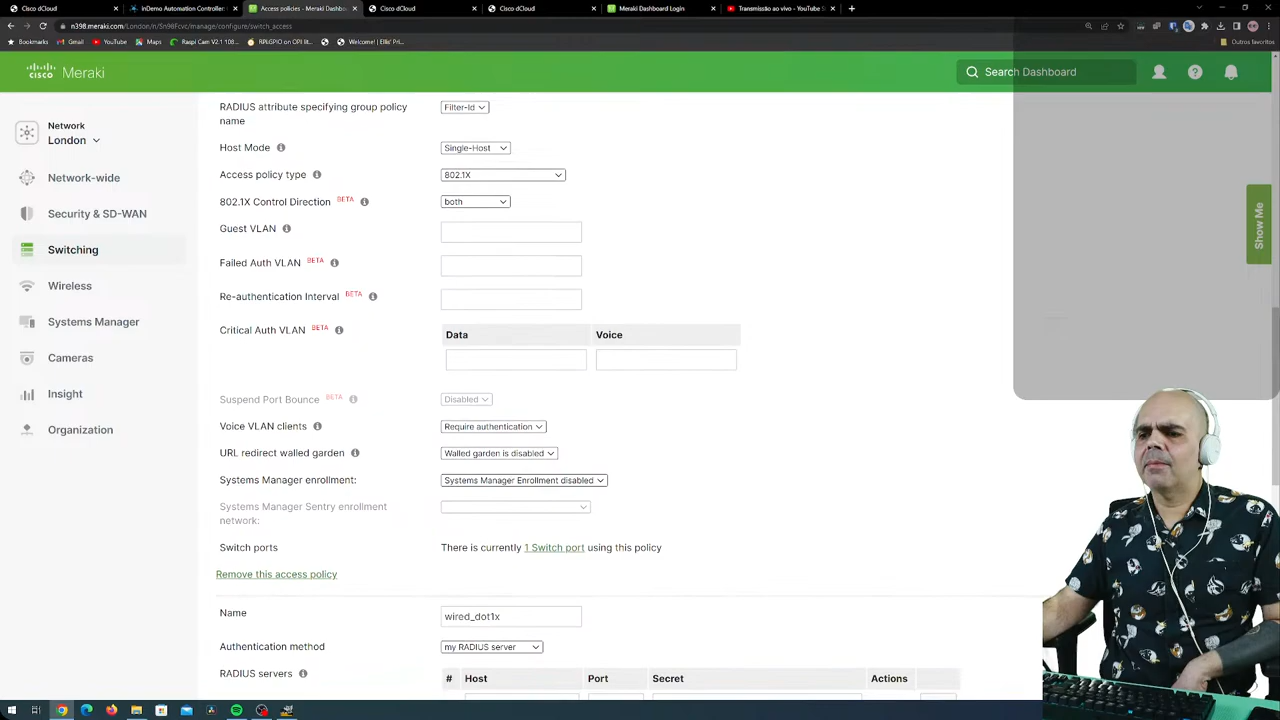 Cisco dCloud
InDemo Automation Controller
Access policies - Meraki Dashbo
Cisco dCloud
Cisco dCloud
Meraki Dashboard Login
Transmissão ao vivo - YouTube S
n398.meraki.com/London/n/Sn98Fcvc/manage/configure/switch_access
Bookmarks
Gmail
YouTube
Maps
Raspi Cam V2.1 108...
RPI.GPIO on OPI lit...
Welcome! | Ellis' Pri...
Outros favoritos
CISCO Meraki
Search Dashboard
Network
London
Network-wide
Security & SD-WAN
Switching
Wireless
Systems Manager
Cameras
Insight
Organization
RADIUS attribute specifying group policy
name
Filter-Id
Host Mode
Single-Host
Access policy type
802.1X
802.1X Control Direction BETA
both
Guest VLAN
Failed Auth VLAN BETA
Re-authentication Interval BETA
Critical Auth VLAN BETA
Data
Voice
Suspend Port Bounce BETA
Disabled
Voice VLAN clients
Require authentication
URL redirect walled garden
Walled garden is disabled
Systems Manager enrollment:
Systems Manager Enrollment disabled
Systems Manager Sentry enrollment
network:
Switch ports
There is currently 1 Switch port using this policy
Remove this access policy
Name
wired_dot1x
Authentication method
my RADIUS server
RADIUS servers
# Host Port Secret Actions
Show Me